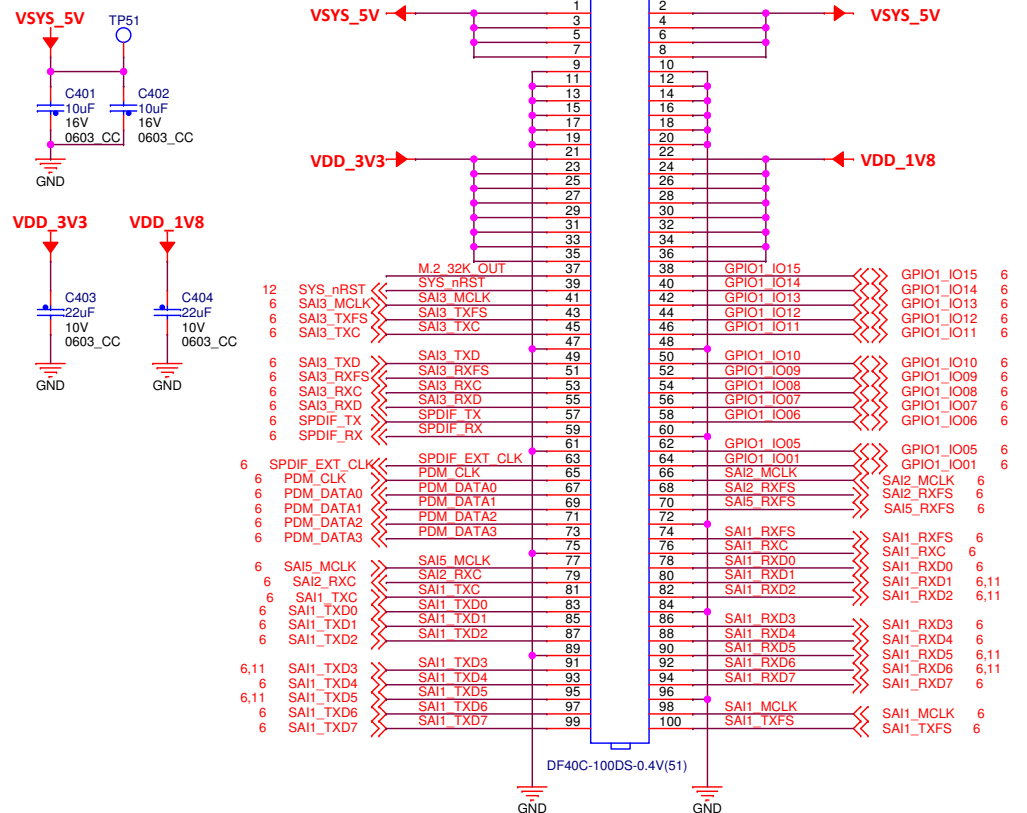 VSYS_5V
TP51
C401
10uF
16V
0603_CC
C402
10uF
16V
0603_CC
GND
VDD_3V3
C403
22uF
10V
0603_CC
GND
VDD_1V8
C404
22uF
10V
0603_CC
GND
VSYS_5V 1 2 VSYS_5V
3 4
5 6
7 8
9 10
11 12
13 14
15 16
17 18
19 20
VDD_3V3 21 22 VDD_1V8
23 24
25 26
27 28
29 30
31 32
33 34
35 36
M.2_32K_OUT 37 38 GPIO1_IO15 GPIO1_IO15 6
12 SYS_nRST SYS_nRST 39 40 GPIO1_IO14 GPIO1_IO14 6
6 SAI3_MCLK SAI3_MCLK 41 42 GPIO1_IO13 GPIO1_IO13 6
6 SAI3_TXFS SAI3_TXFS 43 44 GPIO1_IO12 GPIO1_IO12 6
6 SAI3_TXC SAI3_TXC 45 46 GPIO1_IO11 GPIO1_IO11 6
47 48
6 SAI3_TXD SAI3_TXD 49 50 GPIO1_IO10 GPIO1_IO10 6
6 SAI3_RXFS SAI3_RXFS 51 52 GPIO1_IO09 GPIO1_IO09 6
6 SAI3_RXC SAI3_RXC 53 54 GPIO1_IO08 GPIO1_IO08 6
6 SAI3_RXD SAI3_RXD 55 56 GPIO1_IO07 GPIO1_IO07 6
6 SPDIF_TX SPDIF_TX 57 58 GPIO1_IO06 GPIO1_IO06 6
6 SPDIF_RX SPDIF_RX 59 60
61 62 GPIO1_IO05 GPIO1_IO05 6
6 SPDIF_EXT_CLK SPDIF_EXT_CLK 63 64 GPIO1_IO01 GPIO1_IO01 6
6 PDM_CLK PDM_CLK 65 66 SAI2_MCLK SAI2_MCLK 6
6 PDM_DATA0 PDM_DATA0 67 68 SAI2_RXFS SAI2_RXFS 6
6 PDM_DATA1 PDM_DATA1 69 70 SAI5_RXFS SAI5_RXFS 6
6 PDM_DATA2 PDM_DATA2 71 72
6 PDM_DATA3 PDM_DATA3 73 74 SAI1_RXFS SAI1_RXFS 6
75 76 SAI1_RXC SAI1_RXC 6
6 SAI5_MCLK SAI5_MCLK 77 78 SAI1_RXD0 SAI1_RXD0 6
6 SAI2_RXC SAI2_RXC 79 80 SAI1_RXD1 SAI1_RXD1 6,11
6 SAI1_TXC SAI1_TXC 81 82 SAI1_RXD2 SAI1_RXD2 6,11
6 SAI1_TXD0 SAI1_TXD0 83 84
6 SAI1_TXD1 SAI1_TXD1 85 86 SAI1_RXD3 SAI1_RXD3 6
6 SAI1_TXD2 SAI1_TXD2 87 88 SAI1_RXD4 SAI1_RXD4 6
89 90 SAI1_RXD5 SAI1_RXD5 6,11
6,11 SAI1_TXD3 SAI1_TXD3 91 92 SAI1_RXD6 SAI1_RXD6 6,11
6 SAI1_TXD4 SAI1_TXD4 93 94 SAI1_RXD7 SAI1_RXD7 6
6,11 SAI1_TXD5 SAI1_TXD5 95 96
6 SAI1_TXD6 SAI1_TXD6 97 98 SAI1_MCLK SAI1_MCLK 6
6 SAI1_TXD7 SAI1_TXD7 99 100 SAI1_TXFS SAI1_TXFS 6
DF40C-100DS-0.4V(51)
GND GND